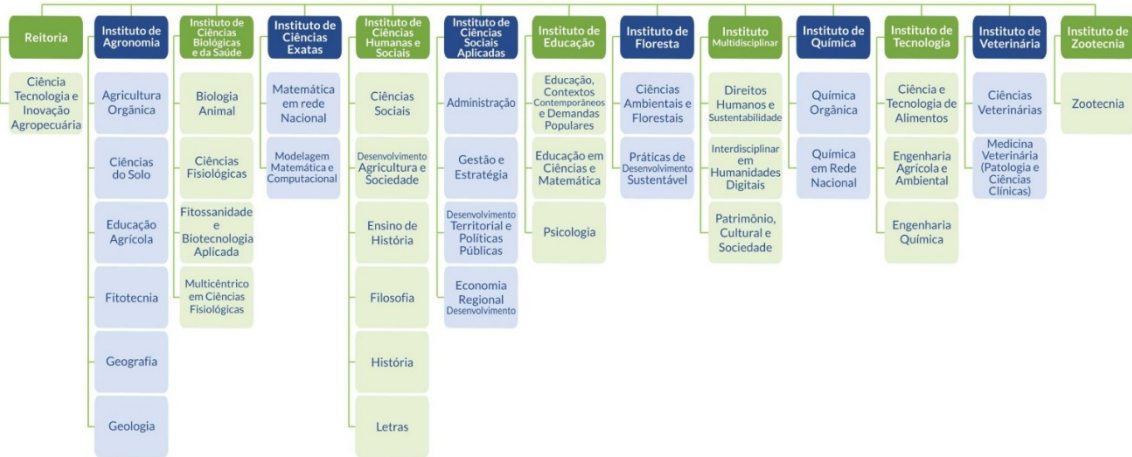 Reitoria
Ciência
Tecnologia e
Inovação
Agropecuária
Instituto de
Agronomia
Agricultura
Orgânica
Ciências
do Solo
Educação
Agrícola
Fitotecnia
Geografia
Geologia
Instituto de
Ciências
Biológicas
e da Saúde
Biologia
Animal
Ciências
Fisiológicas
Fitossanidade
e
Biotecnologia
Aplicada
Multicêntrico
em Ciências
Fisiológicas
Instituto de
Ciências
Exatas
Matemática
em rede
Nacional
Modelagem
Matemática e
Computacional
Instituto de
Ciências
Humanas e
Sociais
Ciências
Sociais
Desenvolvimento
Agricultura e
Sociedade
Ensino de
História
Filosofia
História
Letras
Instituto de
Ciências
Sociais
Aplicadas
Administração
Gestão e
Estratégia
Desenvolvimento
Territorial e
Políticas
Públicas
Economia
Regional
Desenvolvimento
Instituto de
Educação
Educação,
Contextos
Contemporâneos
e Demandas
Populares
Educação em
Ciências e
Matemática
Psicologia
Instituto de
Floresta
Ciências
Ambientais e
Florestais
Práticas de
Desenvolvimento
Sustentável
Instituto
Multidisciplinar
Direitos
Humanos e
Sustentabilidade
Interdisciplinar
em
Humanidades
Digitais
Patrimônio,
Cultural e
Sociedade
Instituto de
Química
Química
Orgânica
Química
em Rede
Nacional
Instituto de
Tecnologia
Ciência e
Tecnologia de
Alimentos
Engenharia
Agrícola e
Ambiental
Engenharia
Química
Instituto de
Veterinária
Ciências
Veterinárias
Medicina
Veterinária
(Patologia e
Ciências
Clínicas)
Instituto de
Zootecnia
Zootecnia